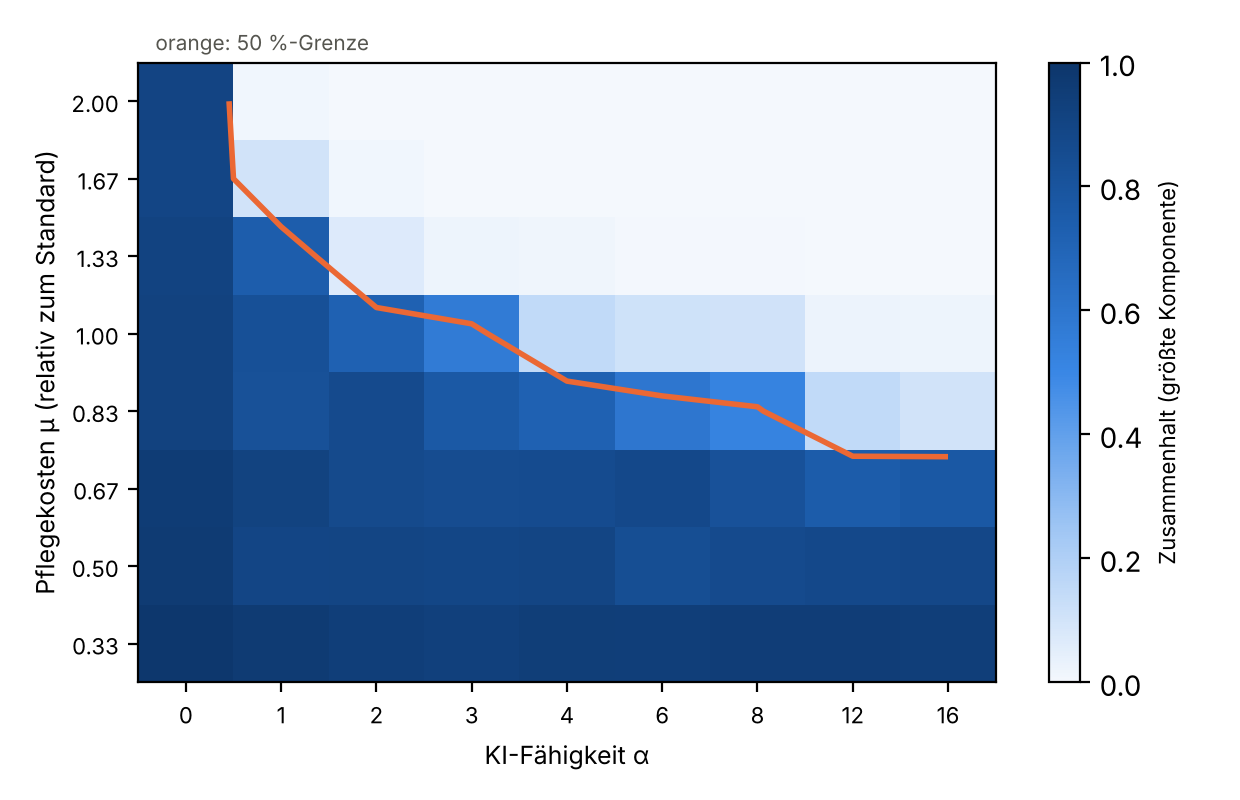 orange: 50 %-Grenze
Pflegekosten µ (relativ zum Standard)
2.00
1.67
1.33
1.00
0.83
0.67
0.50
0.33
0 1 2 3 4 6 8 12 16
KI-Fähigkeit α
1.0
0.8
0.6
0.4
0.2
0.0
Zusammenhalt (größte Komponente)